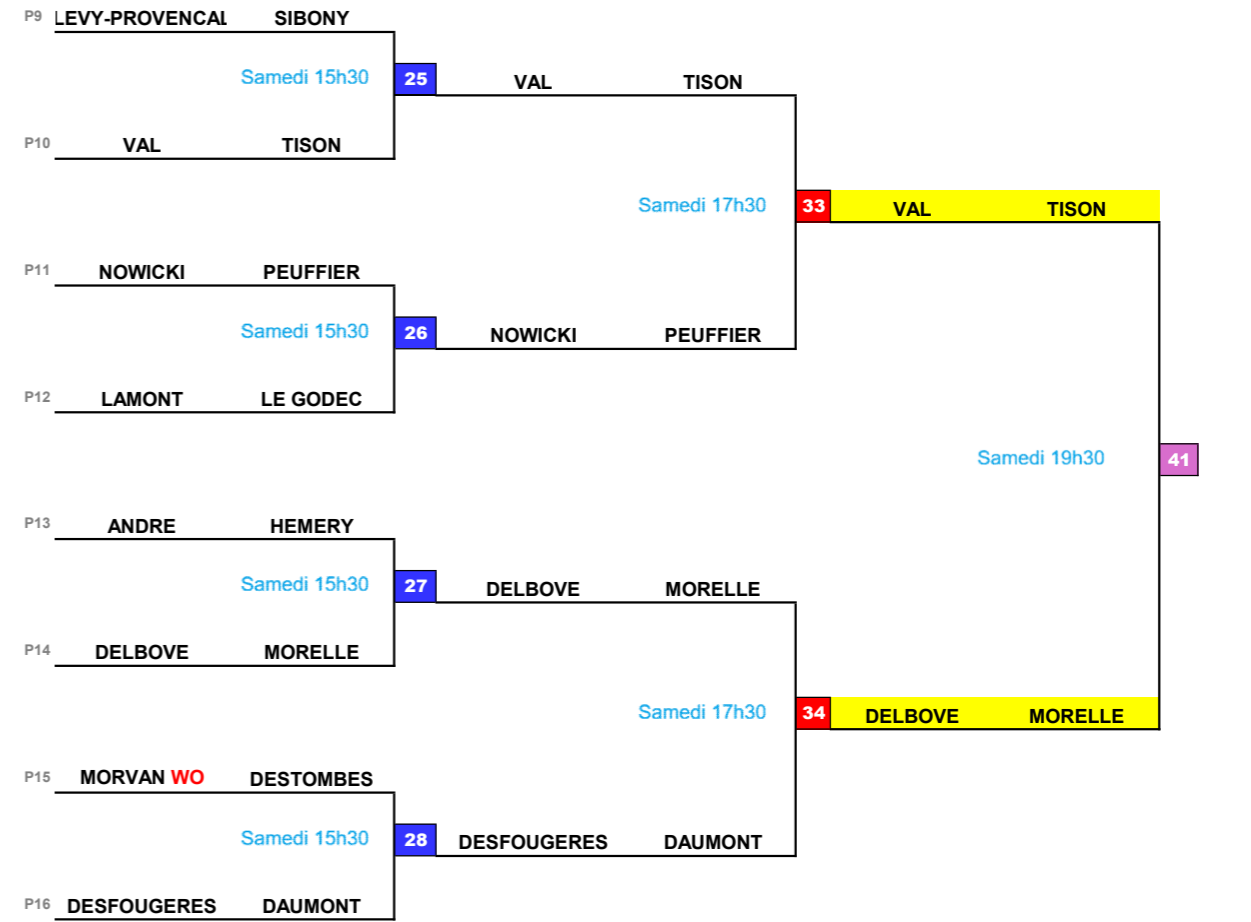 P9 LEVY-PROVENCAL SIBONY
Samedi 15h30 25 VAL TISON
P10 VAL TISON
Samedi 17h30 33 VAL TISON
P11 NOWICKI PEUFFIER
Samedi 15h30 26 NOWICKI PEUFFIER
P12 LAMONT LE GODEC
Samedi 19h30 41
P13 ANDRE HEMERY
Samedi 15h30 27 DELBOVE MORELLE
P14 DELBOVE MORELLE
Samedi 17h30 34 DELBOVE MORELLE
P15 MORVAN WO DESTOMBES
Samedi 15h30 28 DESFOUGERES DAUMONT
P16 DESFOUGERES DAUMONT